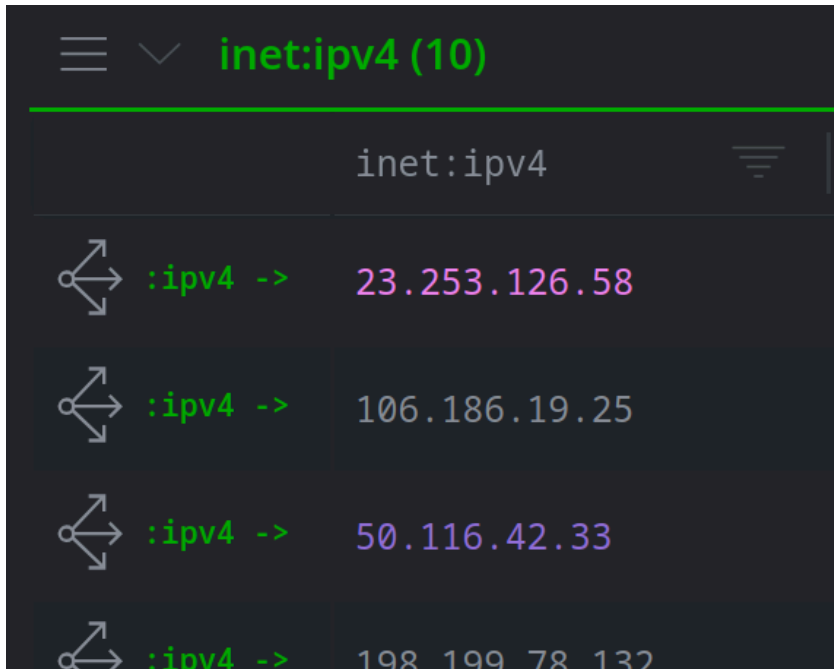 inet:ipv4 (10)
inet:ipv4
:ipv4 -> 23.253.126.58
:ipv4 -> 106.186.19.25
:ipv4 -> 50.116.42.33
:ipv4 -> 198.199.78.132